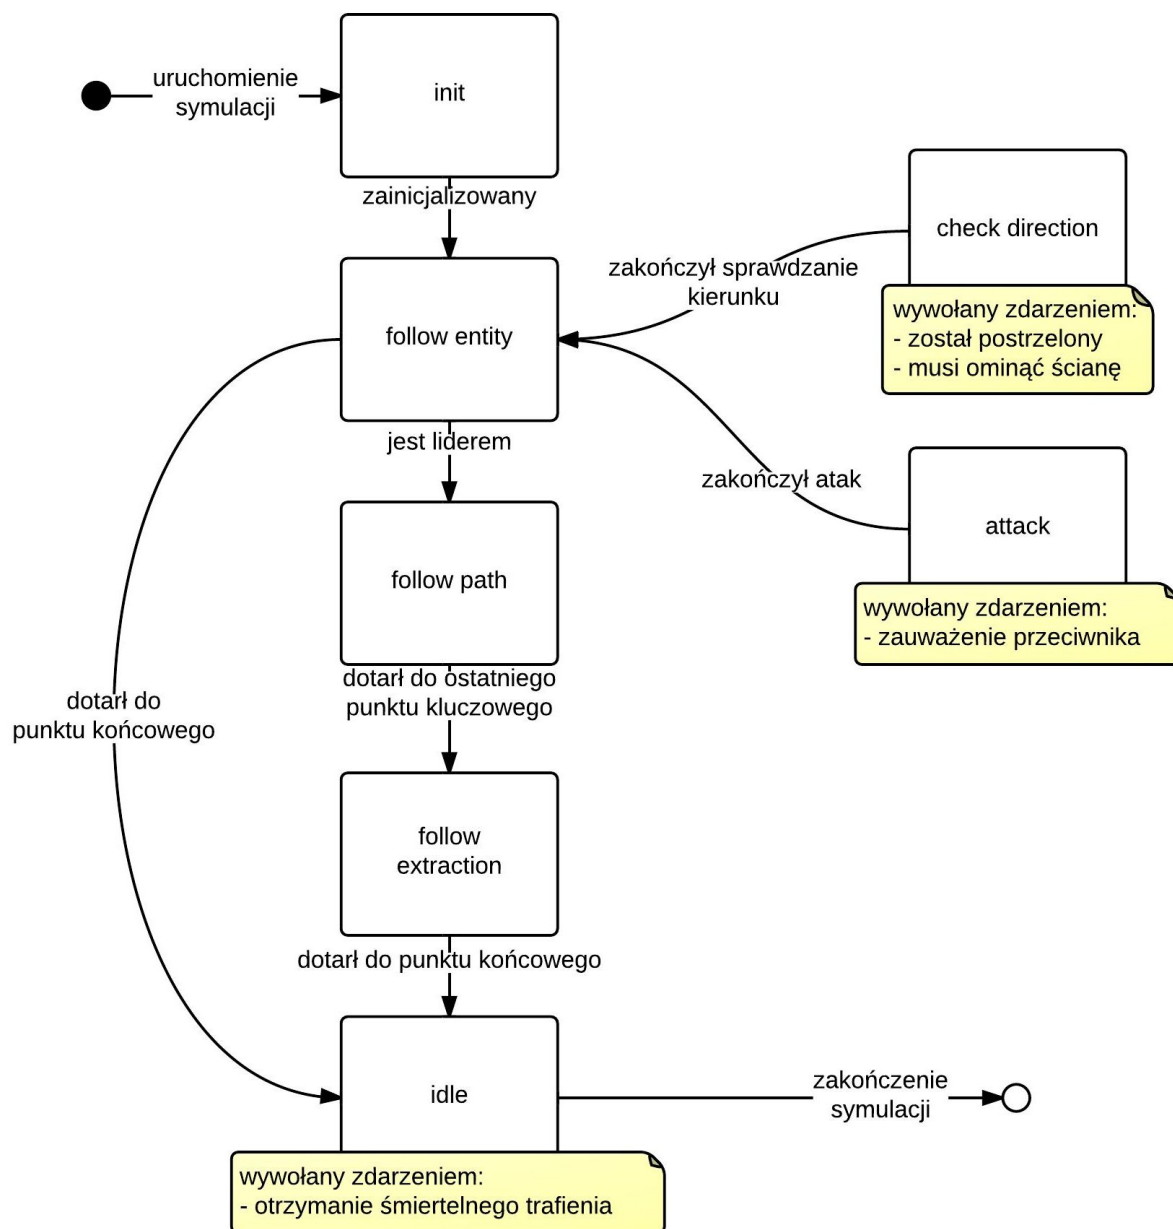 uruchomienie
symulacji
init
zainicjalizowany
check direction
zakończył sprawdzanie
kierunku
wywołany zdarzeniem:
- został postrzelony
- musi ominąć ścianę
follow entity
jest liderem
zakończył atak
attack
wywołany zdarzeniem:
- zauważenie przeciwnika
follow path
dotarł do ostatniego
punktu kluczowego
dotarł do
punktu końcowego
follow
extraction
dotarł do punktu końcowego
idle
zakończenie
symulacji
wywołany zdarzeniem:
- otrzymanie śmiertelnego trafienia